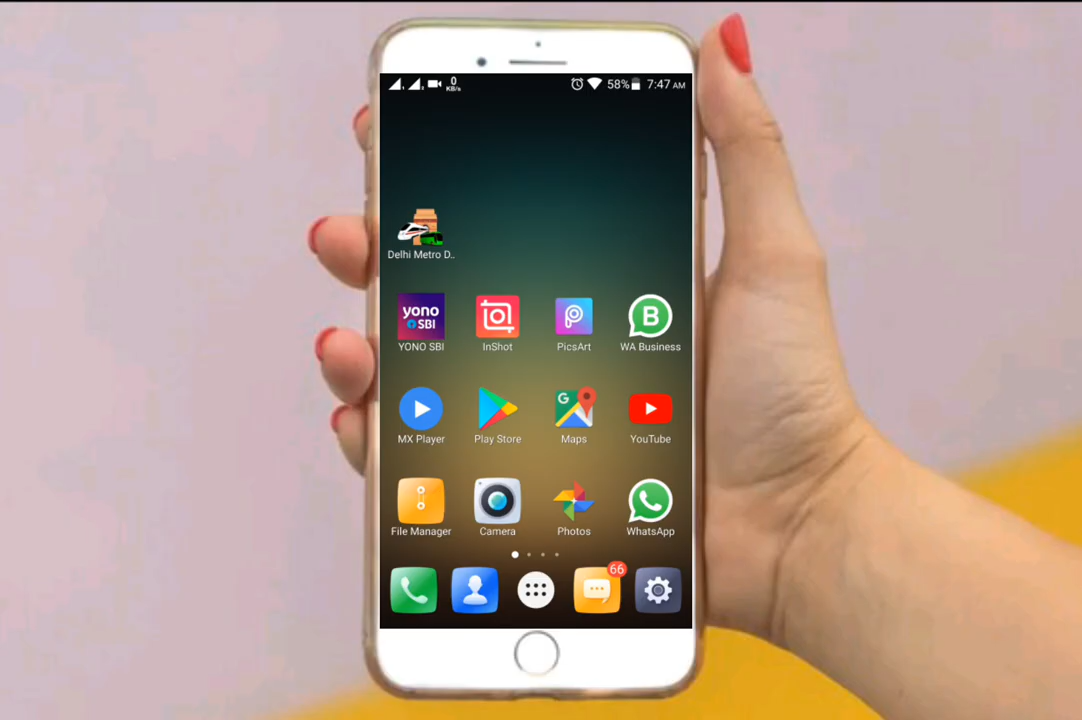 0 KB/s 58% 7:47 AM
Delhi Metro D..
yono
SBI
YONO SBI InShot PicsArt WA Business
B
G
MX Player Play Store Maps YouTube
File Manager Camera Photos WhatsApp
66